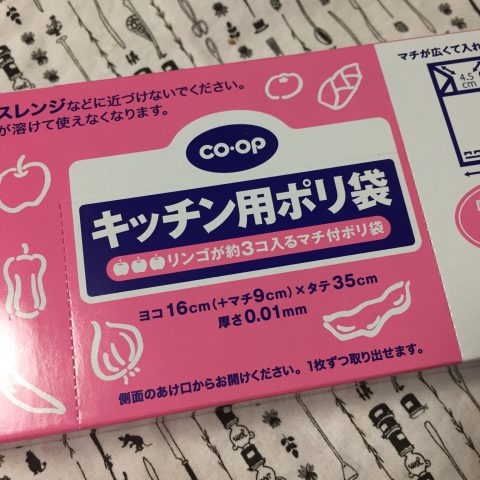 スレンジなどに近づけないでください。
が溶けて使えなくなります。
CO·OP
キッチン用ポリ袋
リンゴが約3コ入るマチ付ポリ袋
ヨコ16cm(+マチ9cm)×タテ35cm
厚さ0.01mm
側面のあけ口からお開けください。1枚ずつ取り出せます。
マチが広くて入れ
4.5
cm